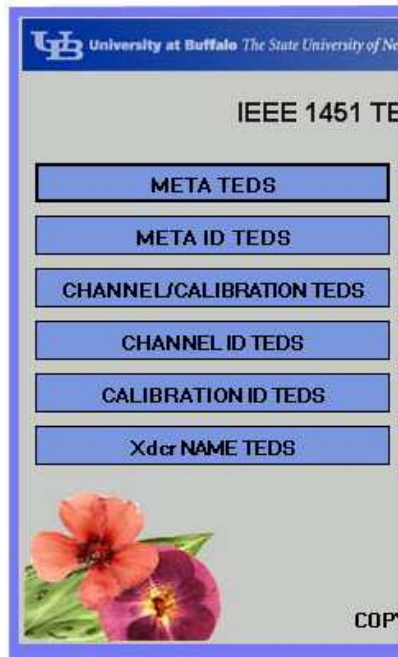 UB University at Buffalo The State University of Ne
IEEE 1451 TE
META TEDS
META ID TEDS
CHANNEL/CALIBRATION TEDS
CHANNEL ID TEDS
CALIBRATION ID TEDS
Xdcr NAME TEDS
COPY